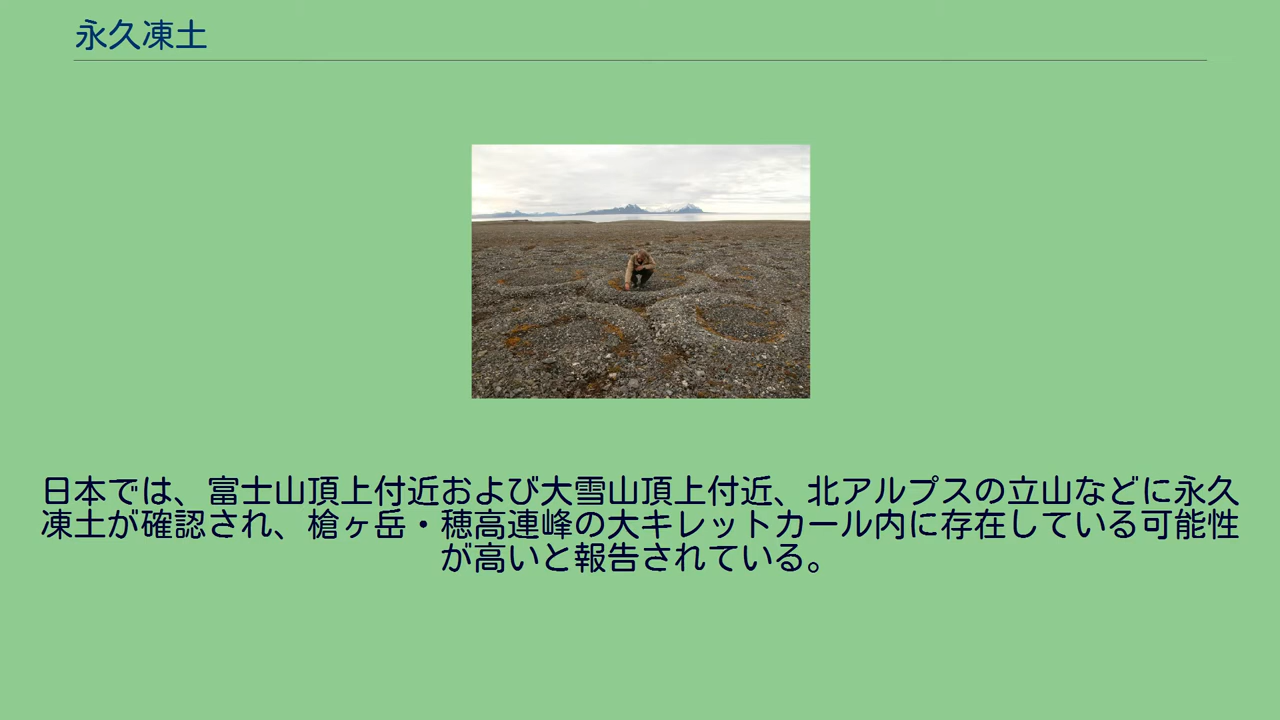 永久凍土
日本では、富士山頂上付近および大雪山頂上付近、北アルプスの立山などに永久
凍土が確認され、槍ヶ岳・穂高連峰の大キレットカール内に存在している可能性
が高いと報告されている。